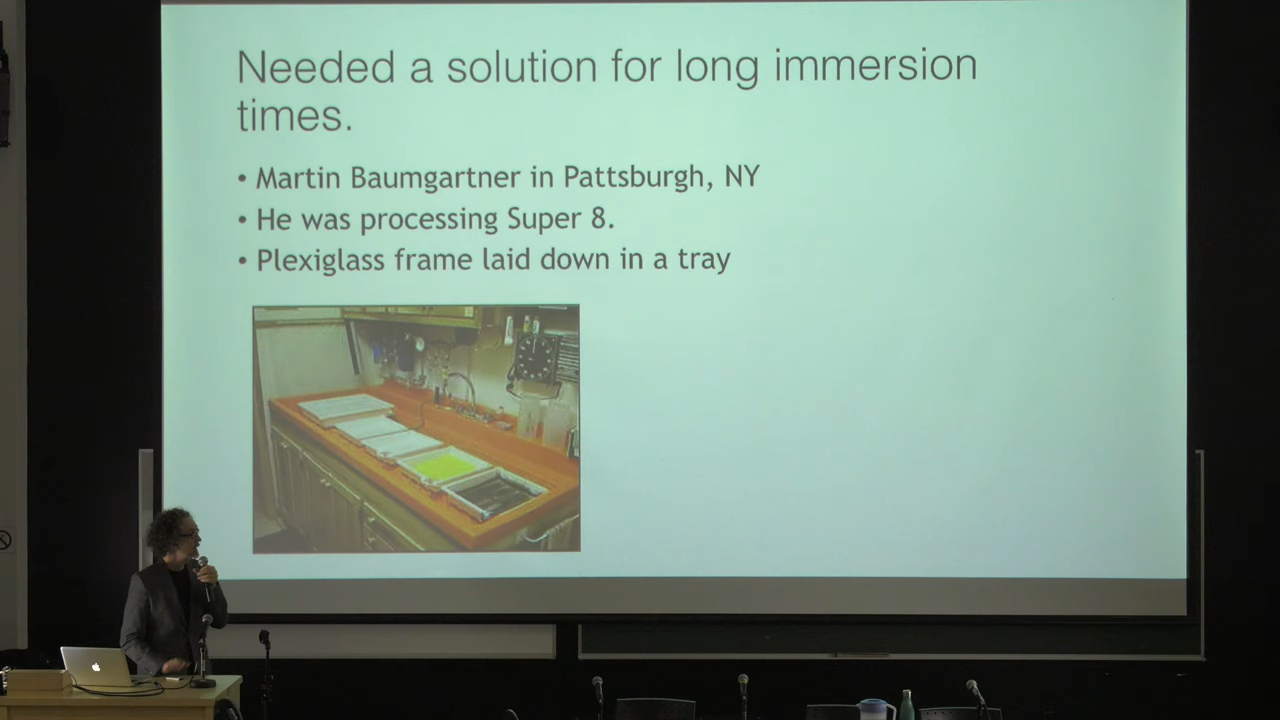 Needed a solution for long immersion
times.
• Martin Baumgartner in Pattsburgh, NY
• He was processing Super 8.
• Plexiglass frame laid down in a tray